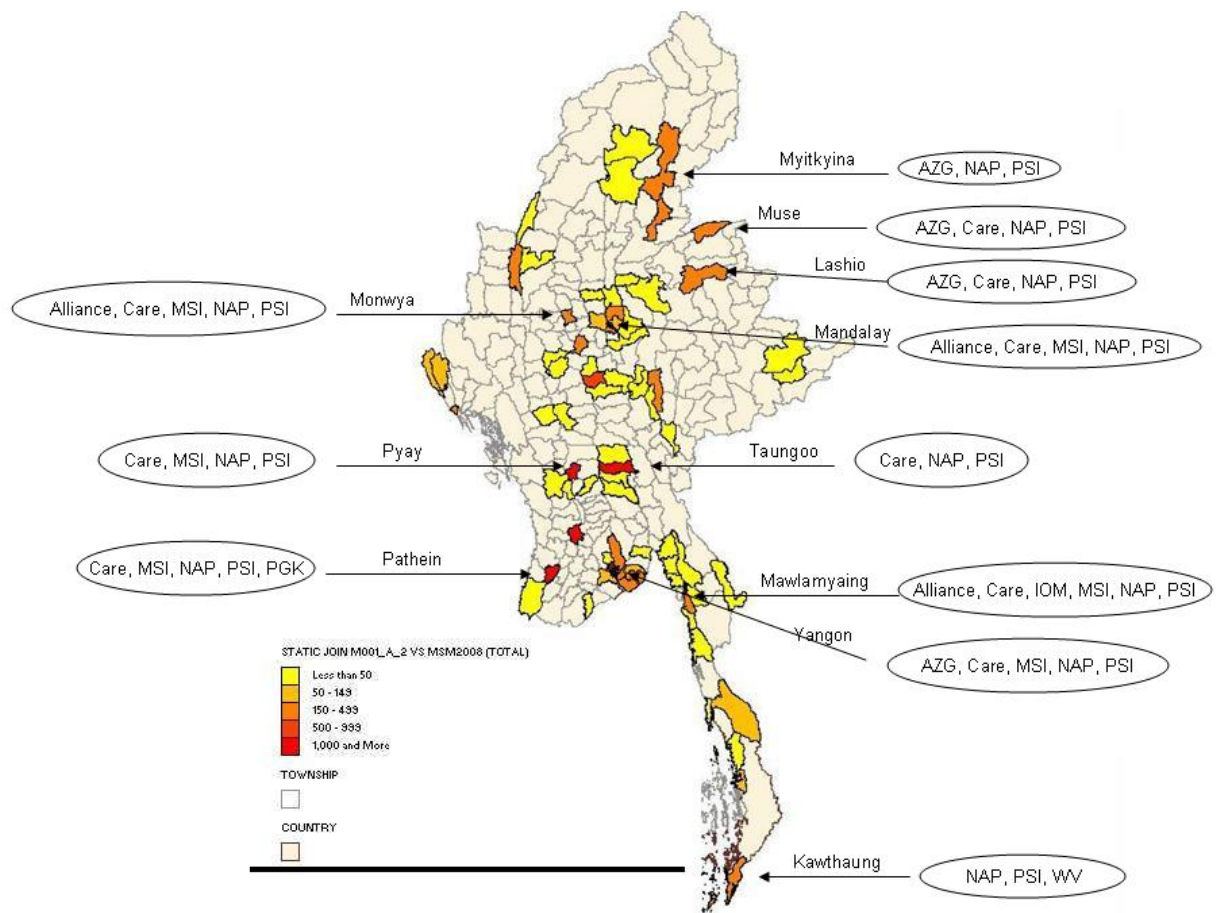 Myitkyina
AZG, NAP, PSI
Muse
AZG, Care, NAP, PSI
Lashio
AZG, Care, NAP, PSI
Alliance, Care, MSI, NAP, PSI
Monwya
Mandalay
Alliance, Care, MSI, NAP, PSI
Care, MSI, NAP, PSI
Pyay
Taungoo
Care, NAP, PSI
Care, MSI, NAP, PSI, PGK
Pathein
Mawlamyaing
Alliance, Care, IOM, MSI, NAP, PSI
Yangon
AZG, Care, MSI, NAP, PSI
STATIC JOIN M001_A_2 VS MSM2008 (TOTAL)
Less than 50
50 - 149
150 - 499
500 - 999
1,000 and More
TOWNSHIP
COUNTRY
Kawthaung
NAP, PSI, WV